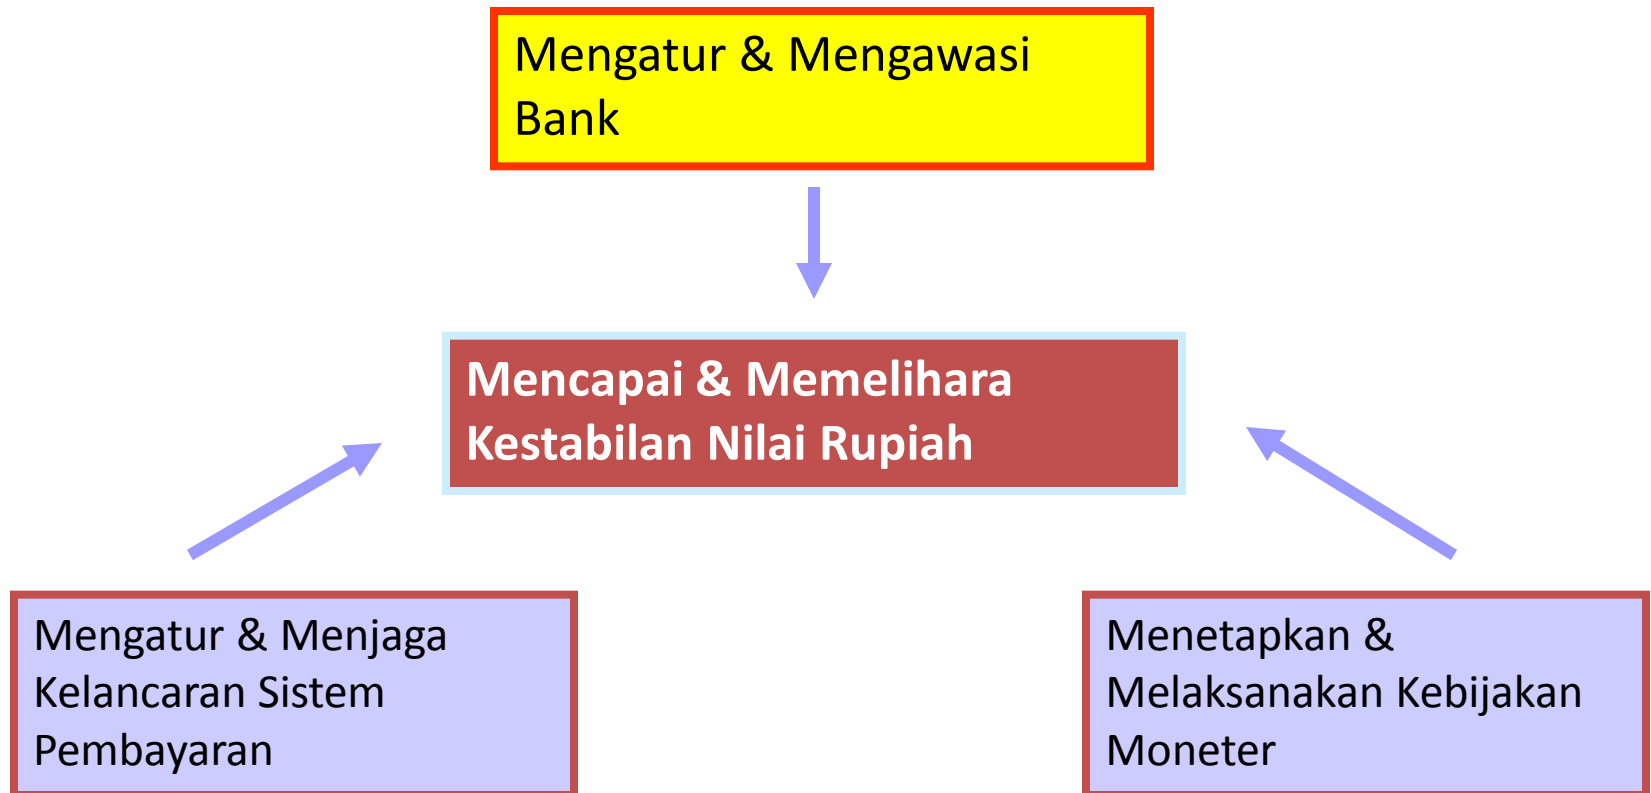 Mengatur & Mengawasi
Bank
Mencapai & Memelihara
Kestabilan Nilai Rupiah
Mengatur & Menjaga
Kelancaran Sistem
Pembayaran
Menetapkan &
Melaksanakan Kebijakan
Moneter